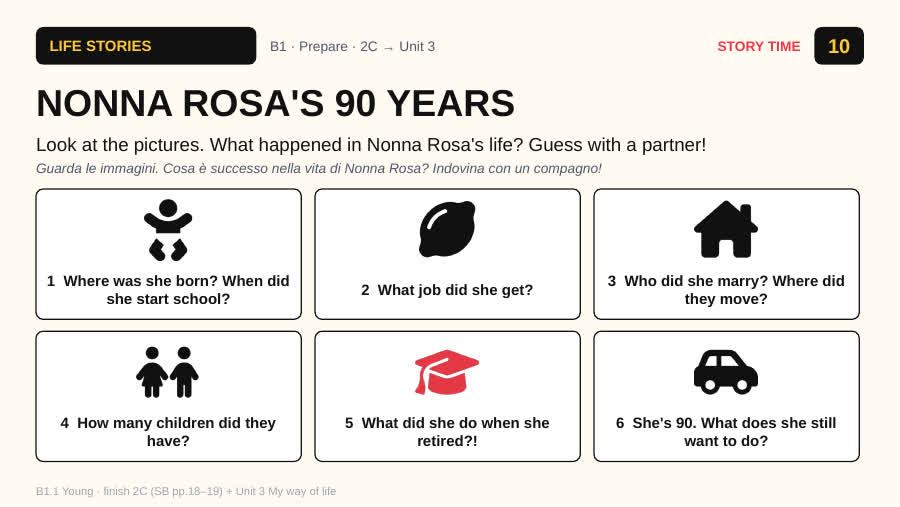 LIFE STORIES
B1 · Prepare · 2C → Unit 3
STORY TIME
10
NONNA ROSA'S 90 YEARS
Look at the pictures. What happened in Nonna Rosa's life? Guess with a partner!
Guarda le immagini. Cosa è successo nella vita di Nonna Rosa? Indovina con un compagno!
1 Where was she born? When did
she start school?
2 What job did she get?
3 Who did she marry? Where did
they move?
4 How many children did they
have?
5 What did she do when she
retired?!
6 She's 90. What does she still
want to do?
B1.1 Young · finish 2C (SB pp.18–19) + Unit 3 My way of life